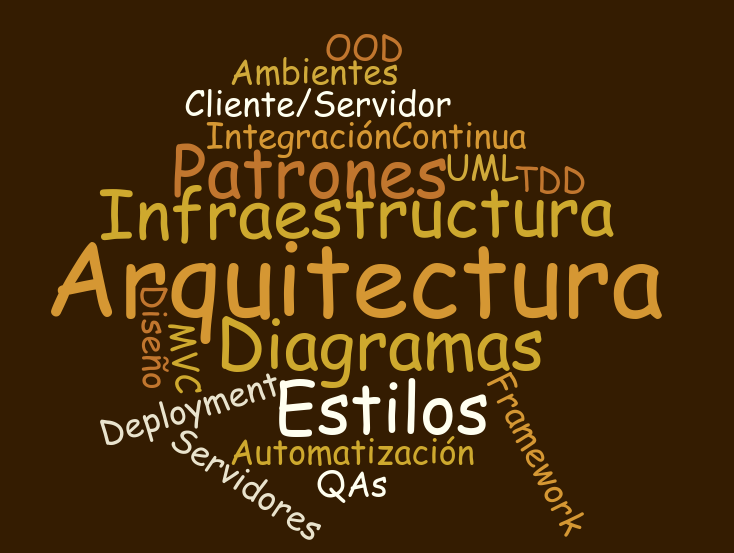 OOD
Ambientes
Cliente/Servidor
IntegraciónContinua
Patrones
UML
TDD
Infraestructura
Arquitectura
Diseño
MVC
Diagramas
Deployment
Estilos
Framework
Servidores
Automatización
QAs